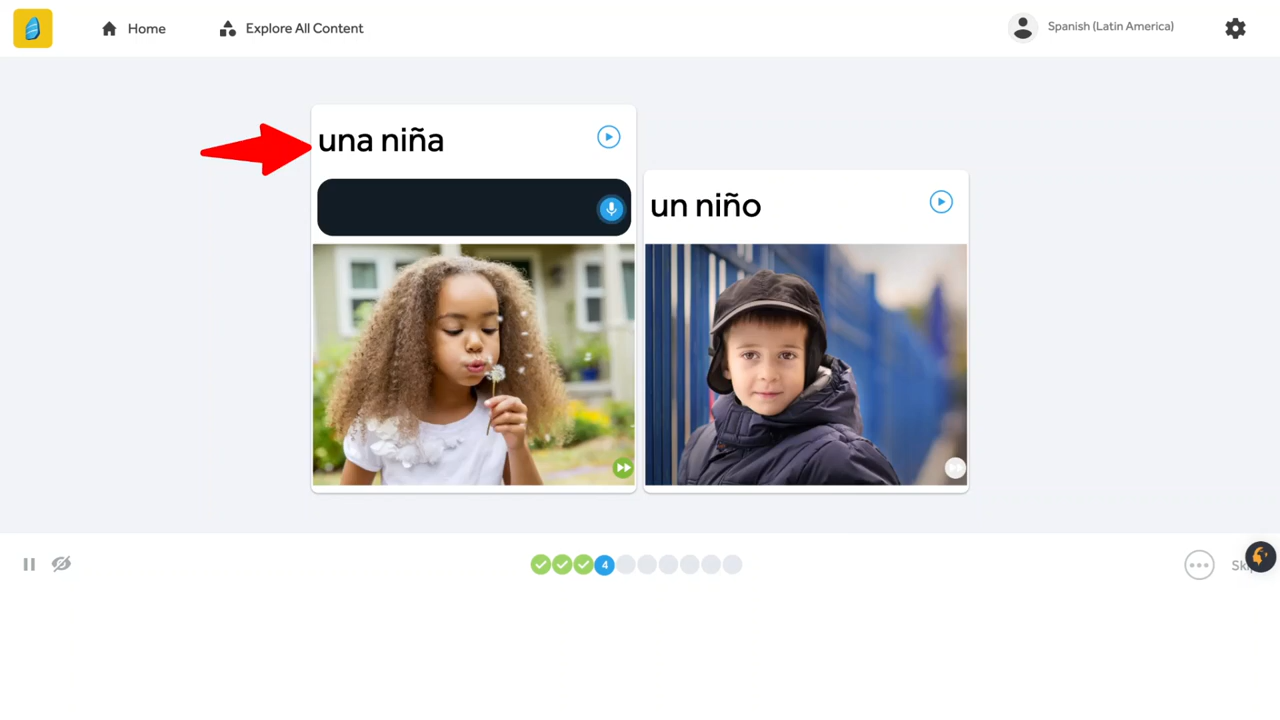 Home
Explore All Content
Spanish (Latin America)
una niña
un niño
4